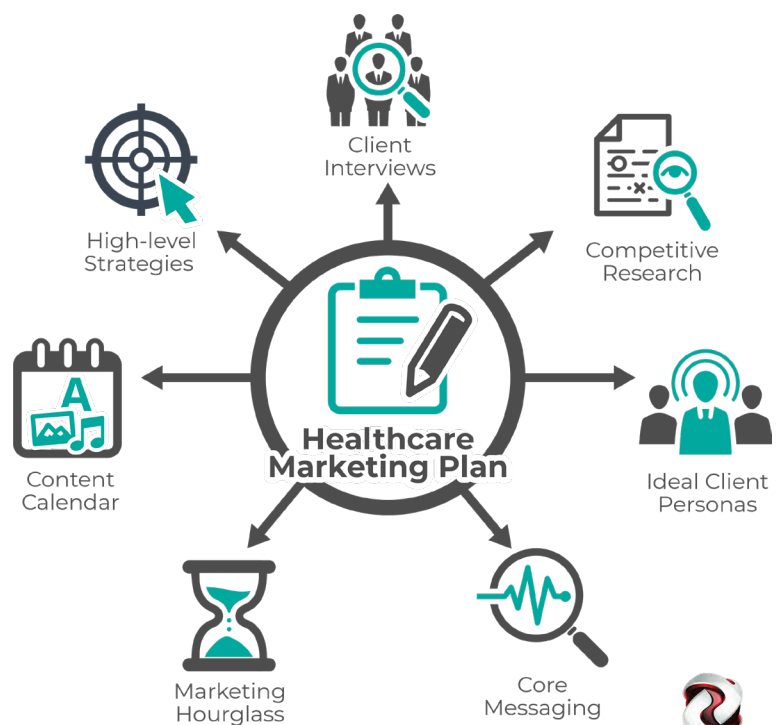 Client
Interviews
High-level
Strategies
Competitive
Research
Healthcare
Marketing Plan
A
Content
Calendar
Ideal Client
Personas
Marketing
Hourglass
Core
Messaging